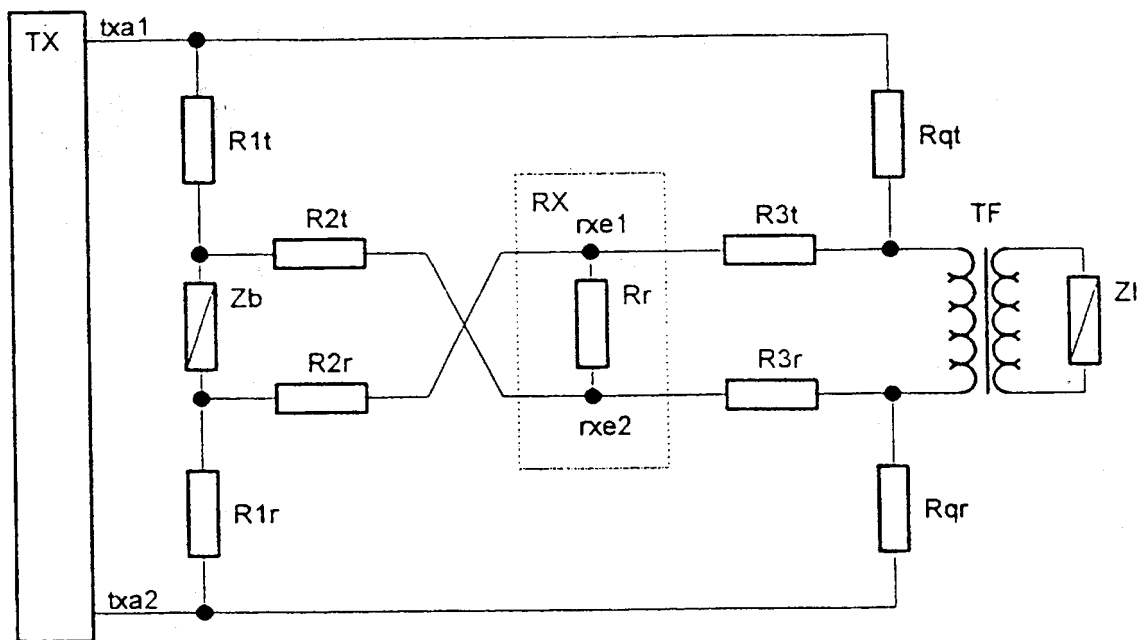 TX
txa1
R1t
Rqt
RX
R2t
rxe1
R3t
TF
Zb
Rr
Zl
R2r
R3r
rxe2
R1r
Rqr
txa2